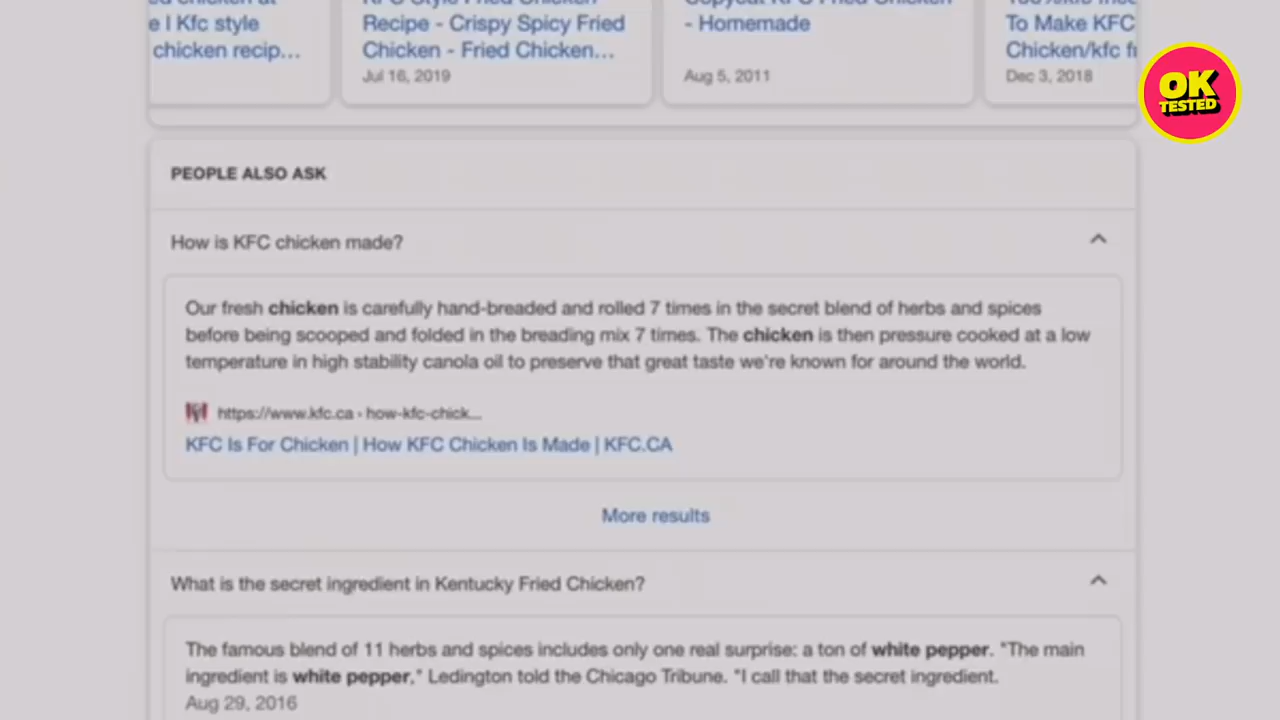 e | Kfc style
chicken recip...
Recipe - Crispy Spicy Fried
Chicken - Fried Chicken...
Jul 16, 2019
- Homemade
Aug 5, 2011
To Make KFC
Chicken/kfc
Dec 3, 2018
OK
TESTED
PEOPLE ALSO ASK
How is KFC chicken made?
Our fresh chicken is carefully hand-breaded and rolled 7 times in the secret blend of herbs and spices
before being scooped and folded in the breading mix 7 times. The chicken is then pressure cooked at a low
temperature in high stability canola oil to preserve that great taste we're known for around the world.
https://www.kfc.ca › how-kfc-chick...
KFC Is For Chicken | How KFC Chicken Is Made | KFC.CA
More results
What is the secret ingredient in Kentucky Fried Chicken?
The famous blend of 11 herbs and spices includes only one real surprise: a ton of white pepper. "The main
ingredient is white pepper," Ledington told the Chicago Tribune. "I call that the secret ingredient.
Aug 29, 2016